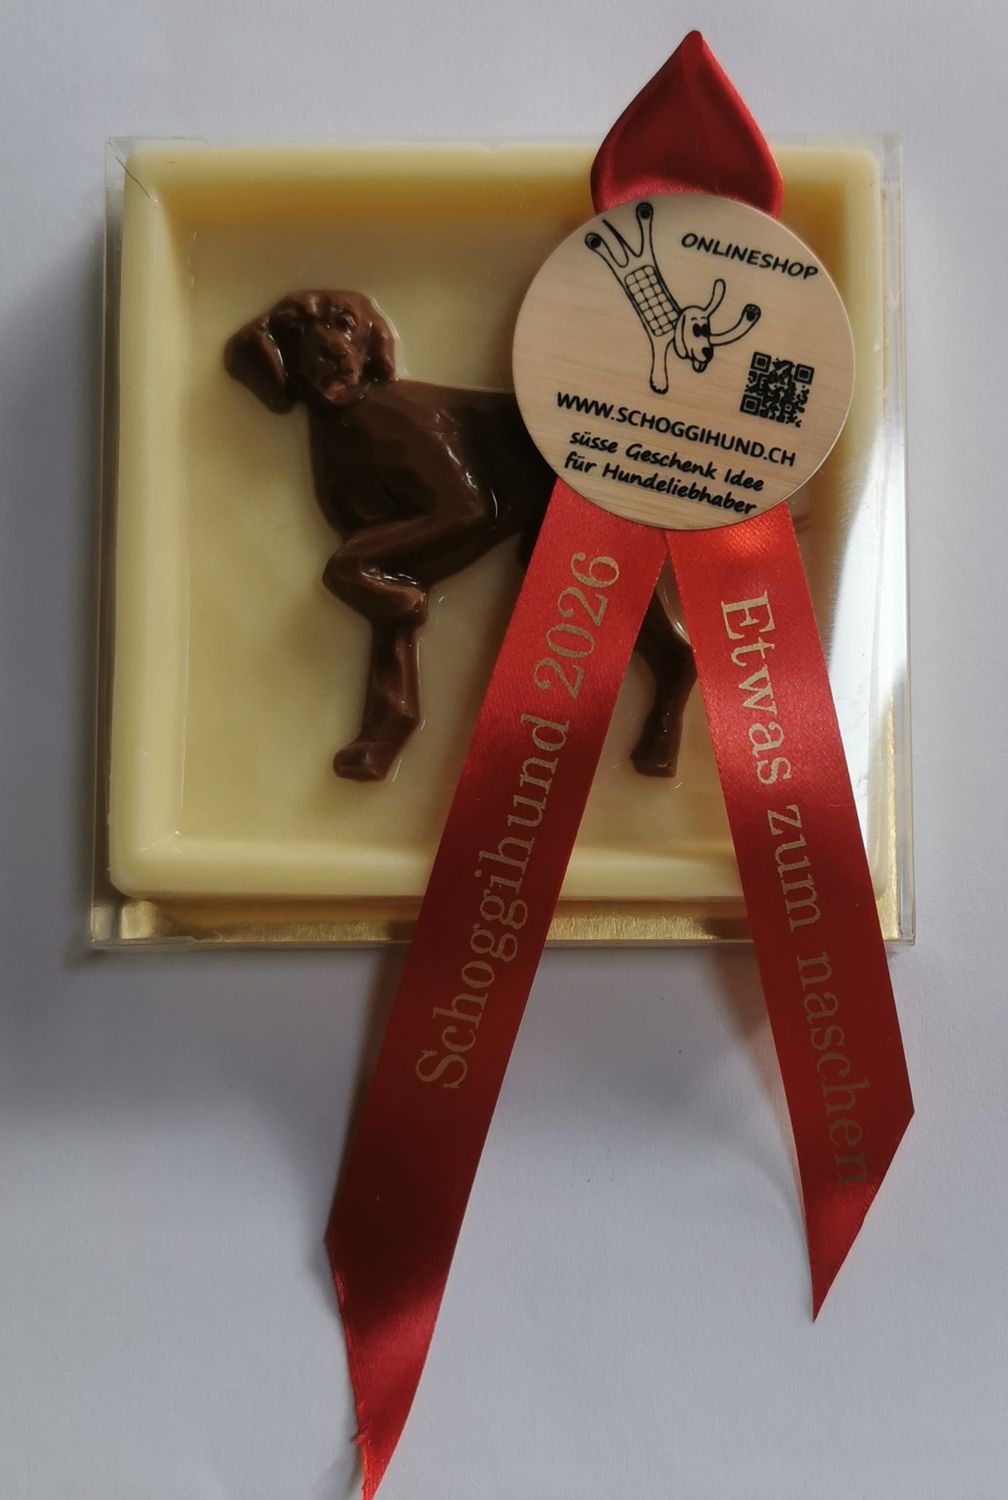 ONLINESHOP
WWW.SCHOGGIHUND.CH
süsse Geschenk Idee
für Hundeliebhaber
Schoggihund 2026
Etwas zum naschen